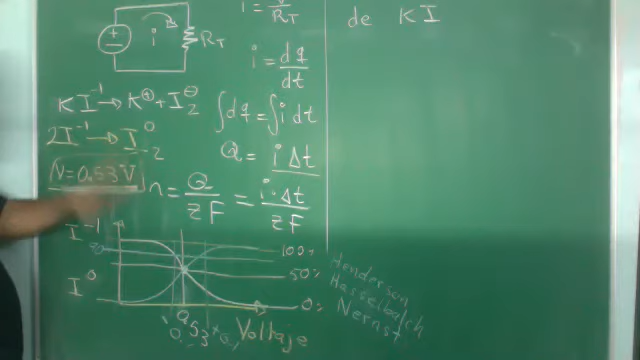 i = / R_T
de KI
i R_T
i = dq / dt
KI⁻¹ → K⊕ + I₂⊖
∫dq = ∫i dt
2I⁻¹ → I₂⁰
Q = i Δt
N = 0.53 V
n = Q / zF = i·Δt / zF
I⁻¹
100%
50%
I⁰
0%
0.53
Voltaje
Henderson
Hasselbalch
Nernst